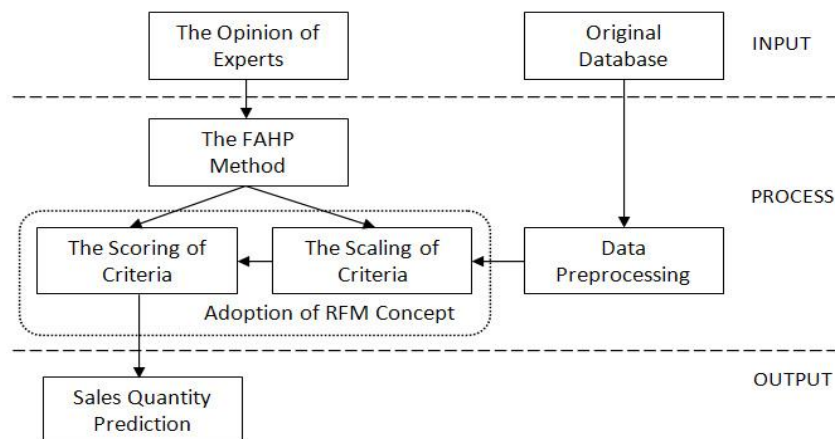 The Opinion of
Experts
Original
Database
INPUT
The FAHP
Method
PROCESS
The Scoring of
Criteria
The Scaling of
Criteria
Data
Preprocessing
Adoption of RFM Concept
OUTPUT
Sales Quantity
Prediction